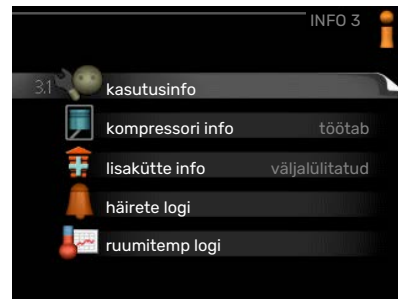 INFO 3
3.1 kasutusinfo
kompressori info töötab
lisakütte info väljalülitatud
häirete logi
ruumitemp logi